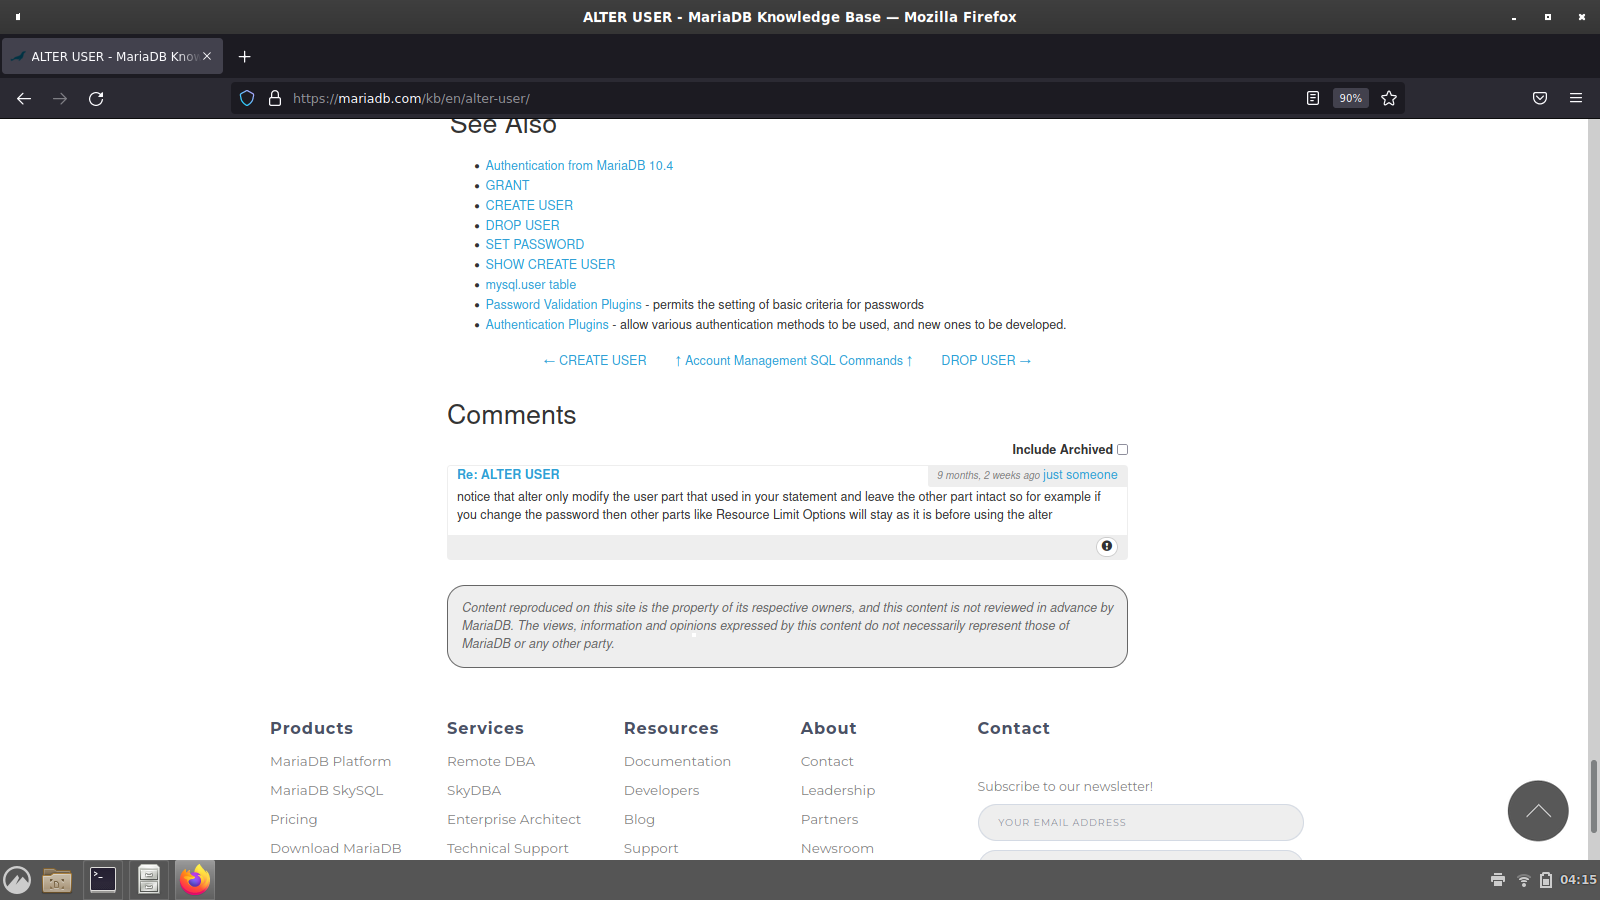 ALTER USER - MariaDB Knowledge Base — Mozilla Firefox
ALTER USER - MariaDB Know
https://mariadb.com/kb/en/alter-user/
90%
See Also
Authentication from MariaDB 10.4
GRANT
CREATE USER
DROP USER
SET PASSWORD
SHOW CREATE USER
mysql.user table
Password Validation Plugins - permits the setting of basic criteria for passwords
Authentication Plugins - allow various authentication methods to be used, and new ones to be developed.
← CREATE USER ↑ Account Management SQL Commands ↑ DROP USER →
Comments
Include Archived
Re: ALTER USER 9 months, 2 weeks ago just someone
notice that alter only modify the user part that used in your statement and leave the other part intact so for example if
you change the password then other parts like Resource Limit Options will stay as it is before using the alter
Content reproduced on this site is the property of its respective owners, and this content is not reviewed in advance by
MariaDB. The views, information and opinions expressed by this content do not necessarily represent those of
MariaDB or any other party.
Products Services Resources About Contact
MariaDB Platform Remote DBA Documentation Contact
Subscribe to our newsletter!
MariaDB SkySQL SkyDBA Developers Leadership
Pricing Enterprise Architect Blog Partners YOUR EMAIL ADDRESS
Download MariaDB Technical Support Support Newsroom
04:15